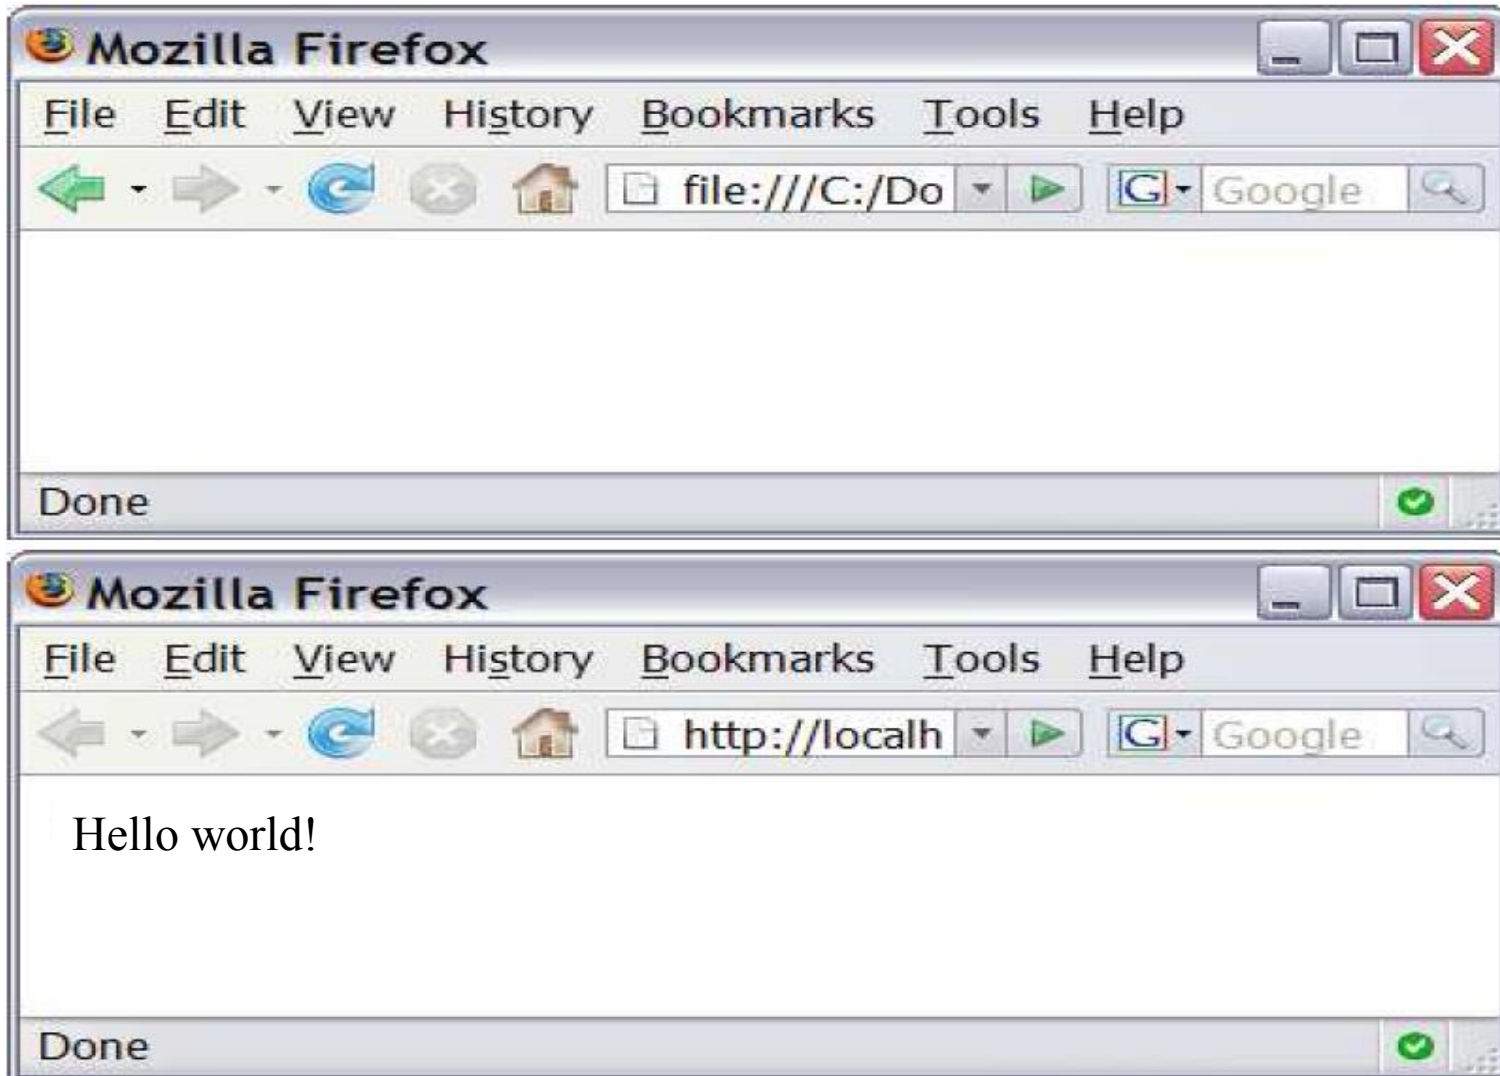 Mozilla Firefox
File Edit View History Bookmarks Tools Help
file:///C:/Do G Google
Done
Mozilla Firefox
File Edit View History Bookmarks Tools Help
http://localh G Google
Hello world!
Done